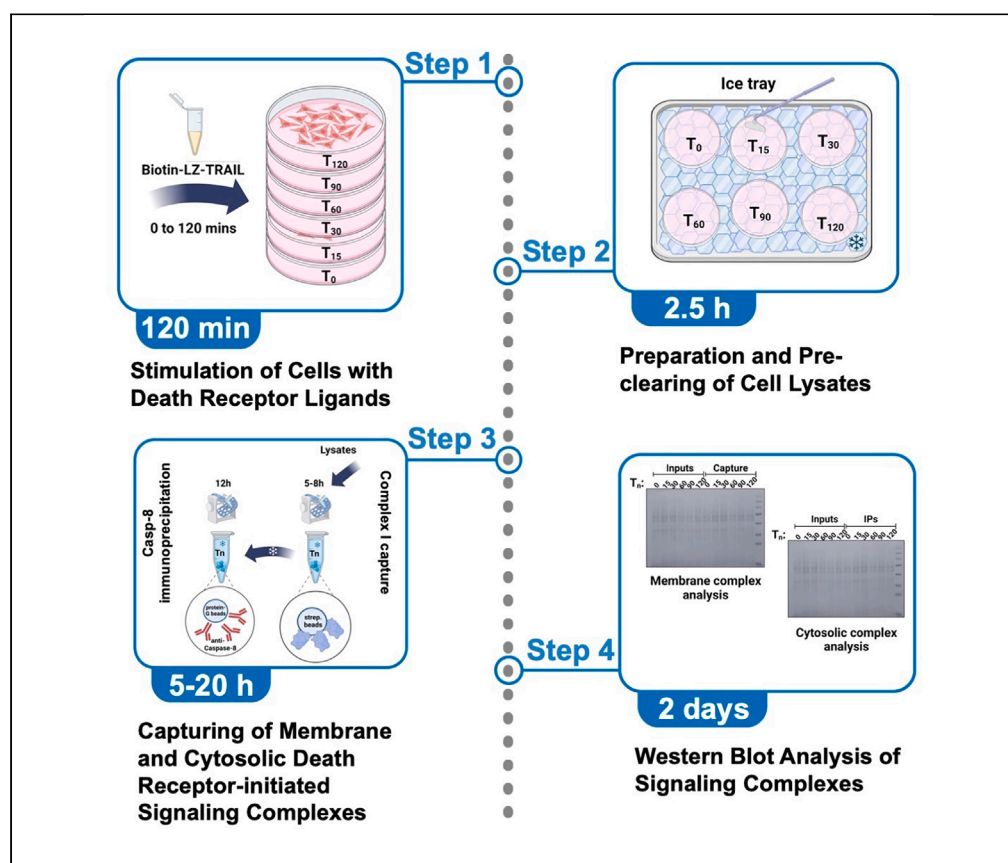 Step 1
Biotin-LZ-TRAIL
0 to 120 mins
T120
T90
T60
T30
T15
T0
120 min
Stimulation of Cells with
Death Receptor Ligands
Step 2
Ice tray
T0
T15
T30
T60
T90
T120
2.5 h
Preparation and Pre-
clearing of Cell Lysates
Step 3
Lysates
Casp-8
immunoprecipitation
12h
5-8h
Complex I capture
Tn
Tn
protein-
G beads
anti-
Caspase-8
strep.
beads
5-20 h
Capturing of Membrane
and Cytosolic Death
Receptor-initiated
Signaling Complexes
Step 4
Inputs Capture
Tn: 0 15 30 60 90 120 0 15 30 60 90 120
Membrane complex
analysis
Inputs IPs
Tn: 0 15 30 60 90 120 0 15 30 60 90 120
Cytosolic complex
analysis
2 days
Western Blot Analysis of
Signaling Complexes